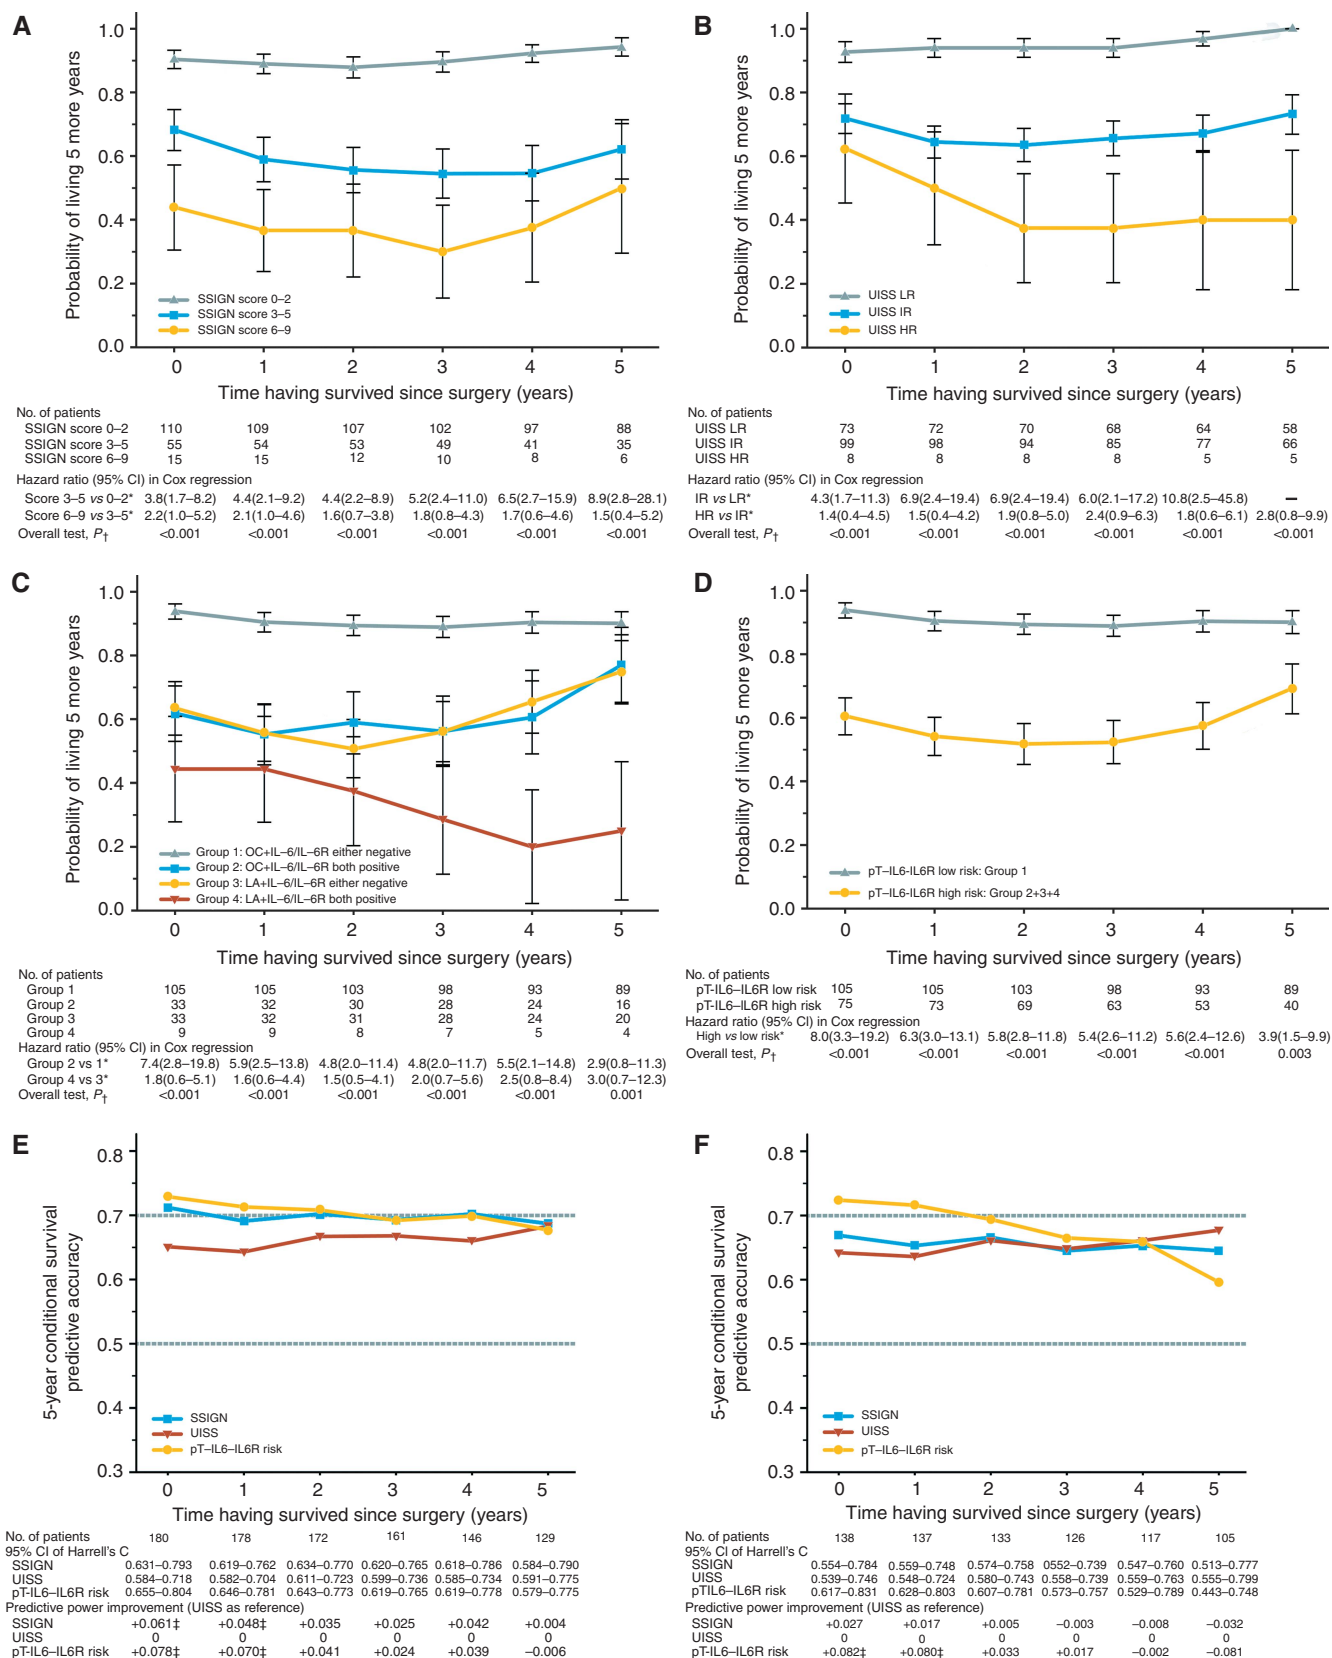 A
Probability of living 5 more years
1.0
0.8
0.6
0.4
0.2
0.0
SSIGN score 0–2
SSIGN score 3–5
SSIGN score 6–9
0 1 2 3 4 5
Time having survived since surgery (years)
No. of patients
SSIGN score 0–2 110 109 107 102 97 88
SSIGN score 3–5 55 54 53 49 41 35
SSIGN score 6–9 15 15 12 10 8 6
Hazard ratio (95% CI) in Cox regression
Score 3–5 vs 0–2* 3.8(1.7–8.2) 4.4(2.1–9.2) 4.4(2.2–8.9) 5.2(2.4–11.0) 6.5(2.7–15.9) 8.9(2.8–28.1)
Score 6–9 vs 3–5* 2.2(1.0–5.2) 2.1(1.0–4.6) 1.6(0.7–3.8) 1.8(0.8–4.3) 1.7(0.6–4.6) 1.5(0.4–5.2)
Overall test, P† <0.001 <0.001 <0.001 <0.001 <0.001 <0.001
B
Probability of living 5 more years
1.0
0.8
0.6
0.4
0.2
0.0
UISS LR
UISS IR
UISS HR
0 1 2 3 4 5
Time having survived since surgery (years)
No. of patients
UISS LR 73 72 70 68 64 58
UISS IR 99 98 94 85 77 66
UISS HR 8 8 8 8 5 5
Hazard ratio (95% CI) in Cox regression
IR vs LR* 4.3(1.7–11.3) 6.9(2.4–19.4) 6.9(2.4–19.4) 6.0(2.1–17.2) 10.8(2.5–45.8) –
HR vs IR* 1.4(0.4–4.5) 1.5(0.4–4.2) 1.9(0.8–5.0) 2.4(0.9–6.3) 1.8(0.6–6.1) 2.8(0.8–9.9)
Overall test, P† <0.001 <0.001 <0.001 <0.001 <0.001 <0.001
C
Probability of living 5 more years
1.0
0.8
0.6
0.4
0.2
0.0
Group 1: OC+IL–6/IL–6R either negative
Group 2: OC+IL–6/IL–6R both positive
Group 3: LA+IL–6/IL–6R either negative
Group 4: LA+IL–6/IL–6R both positive
0 1 2 3 4 5
Time having survived since surgery (years)
No. of patients
Group 1 105 105 103 98 93 89
Group 2 33 32 30 28 24 16
Group 3 33 32 31 28 24 20
Group 4 9 9 8 7 5 4
Hazard ratio (95% CI) in Cox regression
Group 2 vs 1* 7.4(2.8–19.8) 5.9(2.5–13.8) 4.8(2.0–11.4) 4.8(2.0–11.7) 5.5(2.1–14.8) 2.9(0.8–11.3)
Group 4 vs 3* 1.8(0.6–5.1) 1.6(0.6–4.4) 1.5(0.5–4.1) 2.0(0.7–5.6) 2.5(0.8–8.4) 3.0(0.7–12.3)
Overall test, P† <0.001 <0.001 <0.001 <0.001 <0.001 0.001
D
Probability of living 5 more years
1.0
0.8
0.6
0.4
0.2
0.0
pT–IL6-IL6R low risk: Group 1
pT–IL6-IL6R high risk: Group 2+3+4
0 1 2 3 4 5
Time having survived since surgery (years)
No. of patients
pT-IL6–IL6R low risk 105 105 103 98 93 89
pT-IL6–IL6R high risk 75 73 69 63 53 40
Hazard ratio (95% CI) in Cox regression
High vs low risk* 8.0(3.3–19.2) 6.3(3.0–13.1) 5.8(2.8–11.8) 5.4(2.6–11.2) 5.6(2.4–12.6) 3.9(1.5–9.9)
Overall test, P† <0.001 <0.001 <0.001 <0.001 <0.001 0.003
E
5-year conditional survival
predictive accuracy
0.8
0.7
0.6
0.5
0.4
0.3
SSIGN
UISS
pT–IL6–IL6R risk
0 1 2 3 4 5
Time having survived since surgery (years)
No. of patients 180 178 172 161 146 129
95% CI of Harrell's C
SSIGN 0.631–0.793 0.619–0.762 0.634–0.770 0.620–0.765 0.618–0.786 0.584–0.790
UISS 0.584–0.718 0.582–0.704 0.611–0.723 0.599–0.736 0.585–0.734 0.591–0.775
pT-IL6–IL6R risk 0.655–0.804 0.646–0.781 0.643–0.773 0.619–0.765 0.619–0.778 0.579–0.775
Predictive power improvement (UISS as reference)
SSIGN +0.061‡ +0.048‡ +0.035 +0.025 +0.042 +0.004
UISS 0 0 0 0 0 0
pT-IL6–IL6R risk +0.078‡ +0.070‡ +0.041 +0.024 +0.039 –0.006
F
5-year conditional survival
predictive accuracy
0.8
0.7
0.6
0.5
0.4
0.3
SSIGN
UISS
pT–IL6–IL6R risk
0 1 2 3 4 5
Time having survived since surgery (years)
No. of patients 138 137 133 126 117 105
95% CI of Harrell's C
SSIGN 0.554–0.784 0.559–0.748 0.574–0.758 0552–0.739 0.547–0.760 0.513–0.777
UISS 0.539–0.746 0.548–0.724 0.580–0.743 0.558–0.739 0.559–0.763 0.555–0.799
pTIL6–IL6R risk 0.617–0.831 0.628–0.803 0.607–0.781 0.573–0.757 0.529–0.789 0.443–0.748
Predictive power improvement (UISS as reference)
SSIGN +0.027 +0.017 +0.005 –0.003 –0.008 –0.032
UISS 0 0 0 0 0 0
pT-IL6–IL6R risk +0.082‡ +0.080‡ +0.033 +0.017 –0.002 –0.081